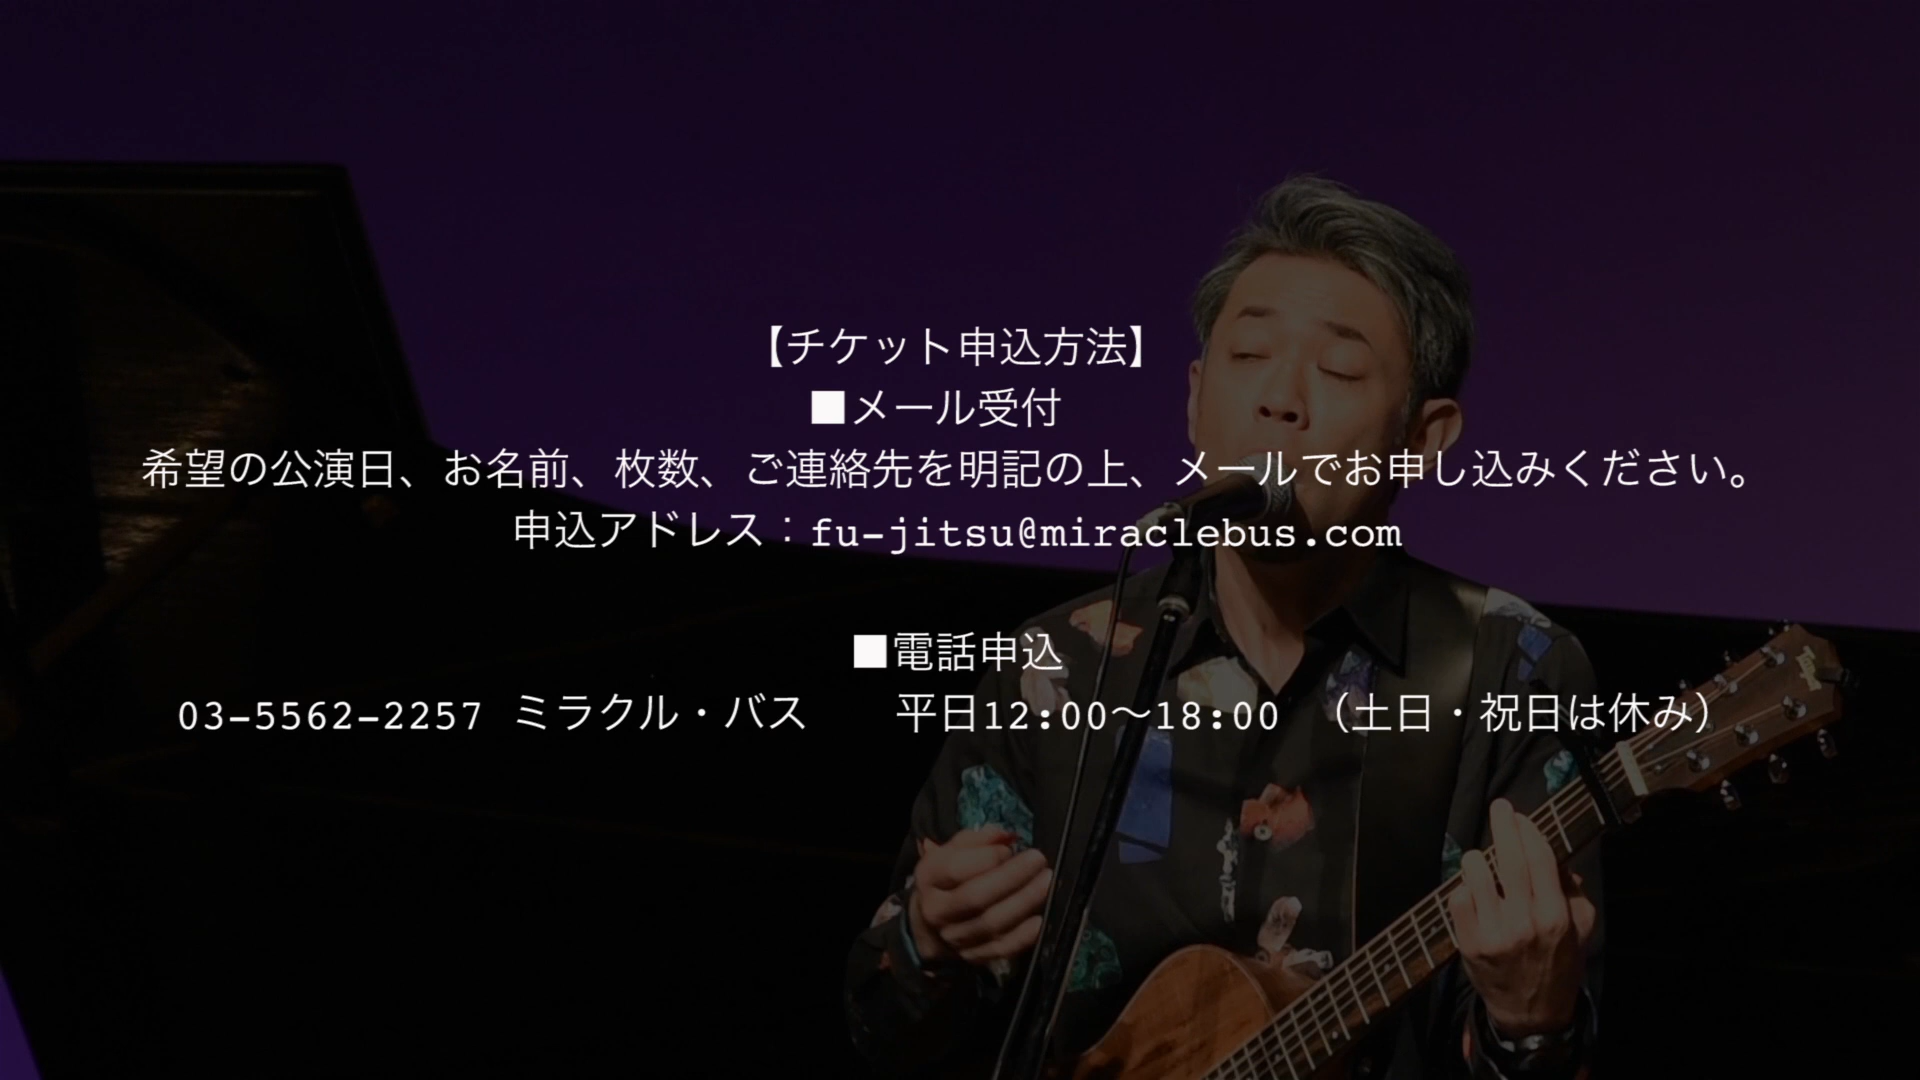 【チケット申込方法】
■メール受付
希望の公演日、お名前、枚数、ご連絡先を明記の上、メールでお申し込みください。
申込アドレス：fu-jitsu@miraclebus.com
■電話申込
03-5562-2257 ミラクル・バス　　平日12:00〜18:00 （土日・祝日は休み）